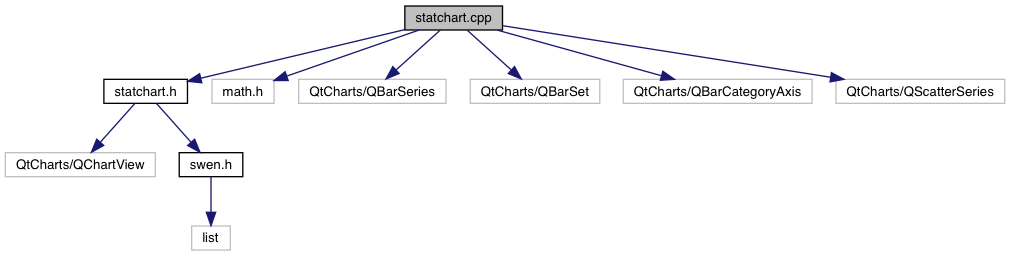 statchart.cpp
statchart.h
math.h
QtCharts/QBarSeries
QtCharts/QBarSet
QtCharts/QBarCategoryAxis
QtCharts/QScatterSeries
QtCharts/QChartView
swen.h
list